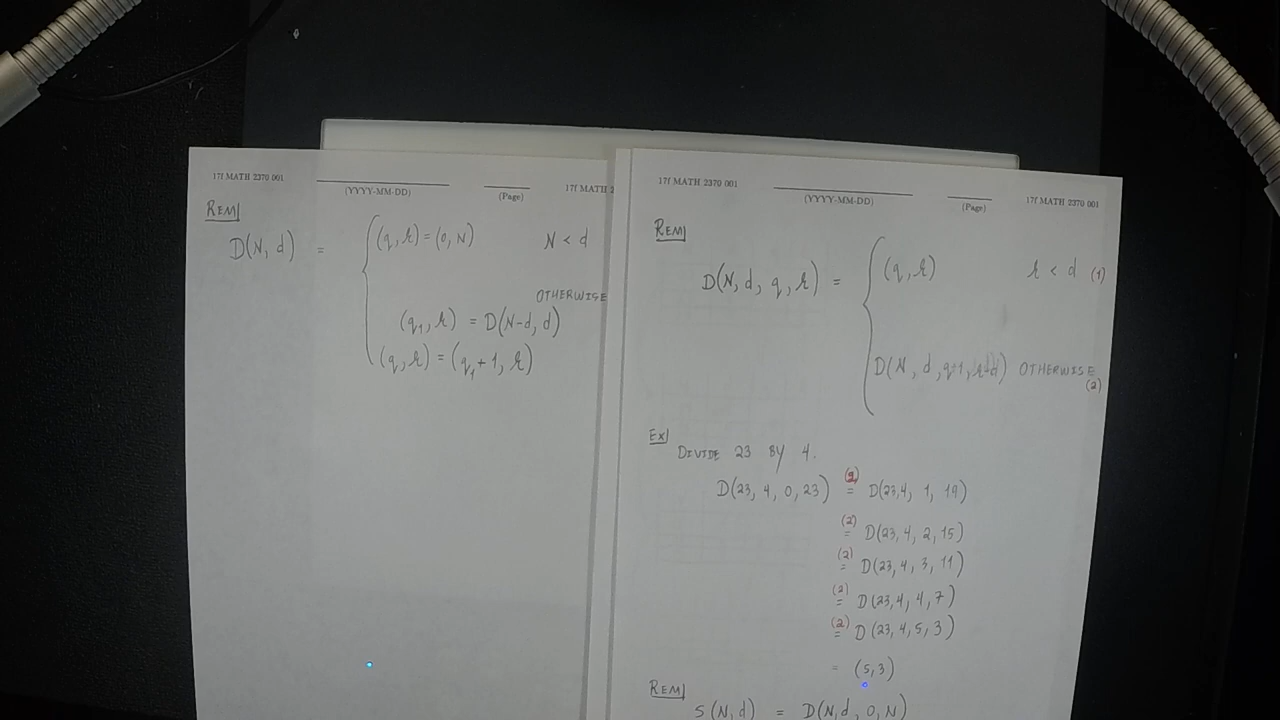 17f MATH 2370 001
(YYYY-MM-DD)
(Page)
17f MATH 2
REM
D(N, d) = { (q, r) = (0, N) N < d
OTHERWISE
(q₁, r) = D(N-d, d)
(q, r) = (q₁+1, r)
17f MATH 2370 001
(YYYY-MM-DD)
(Page)
17f MATH 2370 001
REM
D(N, d, q, r) = { (q, r) r < d (1)
D(N, d, q+1, r-d) OTHERWISE (2)
EX
DIVIDE 23 BY 4.
D(23, 4, 0, 23) (2)= D(23,4, 1, 19)
(2)= D(23, 4, 2, 15)
(2)= D(23, 4, 3, 11)
(2)= D(23, 4, 4, 7)
(2)= D(23, 4, 5, 3)
= (5,3)
REM
S(N,d) = D(N,d, 0, N)